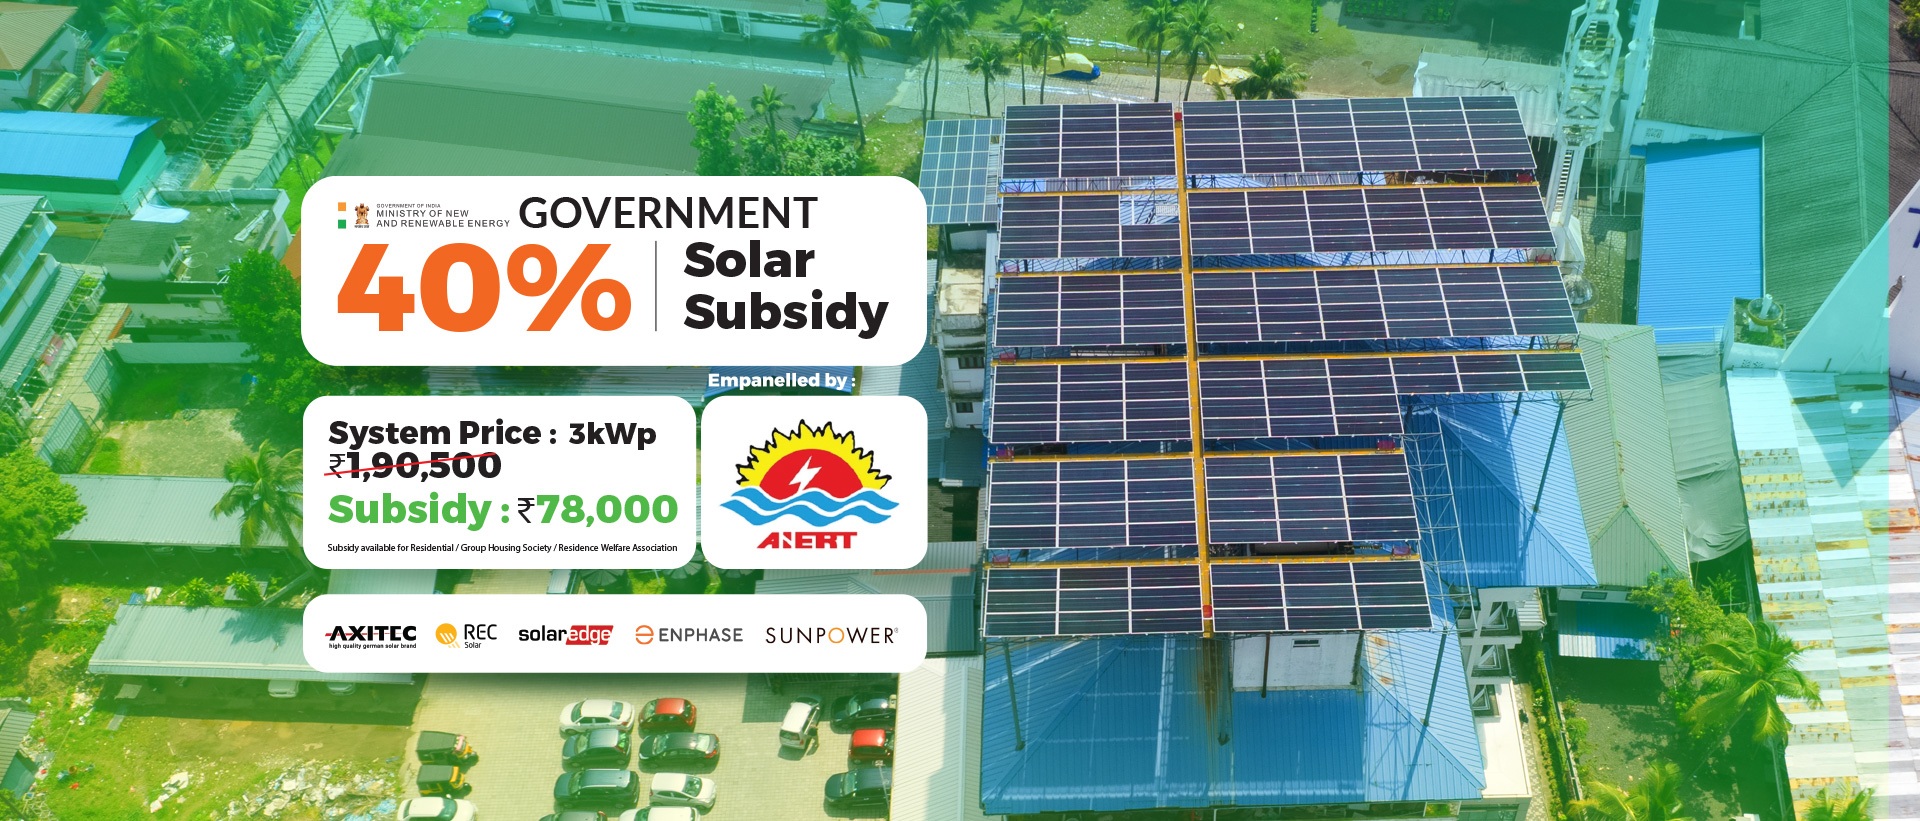 GOVERNMENT OF INDIA
MINISTRY OF NEW
AND RENEWABLE ENERGY
GOVERNMENT
40%
Solar
Subsidy
Empanelled by :
System Price : 3kWp
₹1,90,500
Subsidy : ₹78,000
Subsidy available for Residential / Group Housing Society / Residence Welfare Association
ANERT
AXITEC
high quality german solar brand
REC
Solar
solaredge
ENPHASE
SUNPOWER®